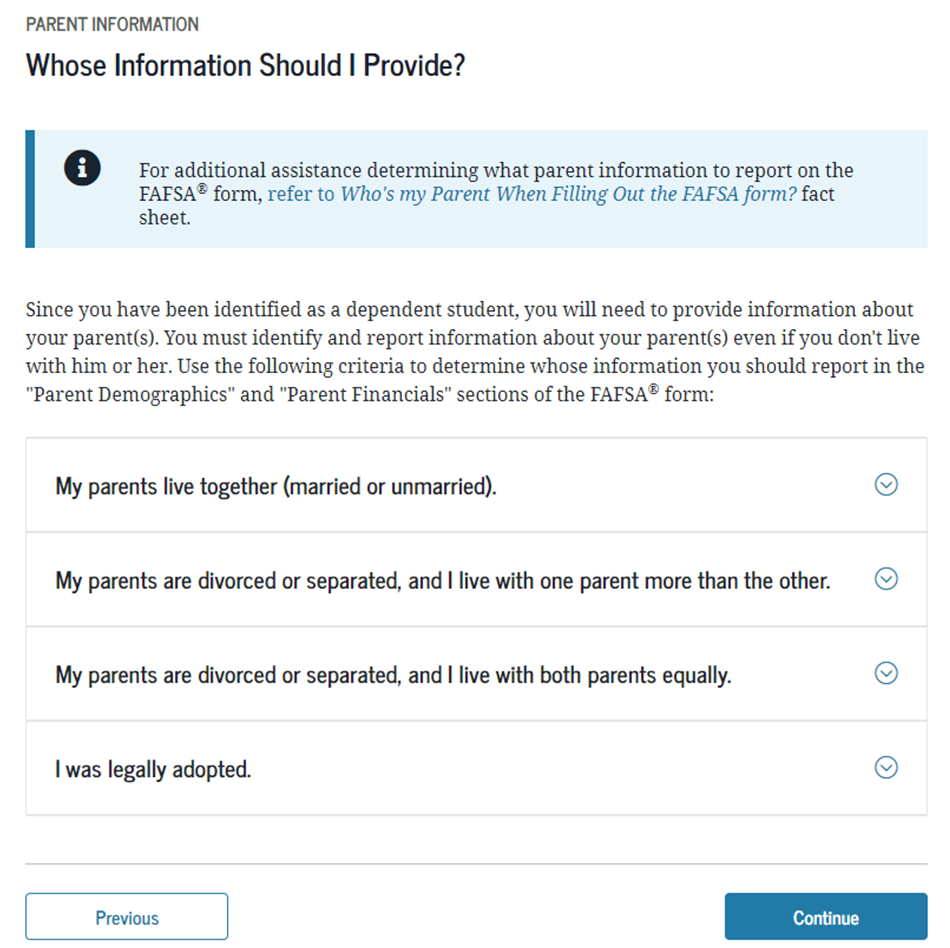 PARENT INFORMATION
Whose Information Should I Provide?
For additional assistance determining what parent information to report on the
FAFSA® form, refer to Who's my Parent When Filling Out the FAFSA form? fact
sheet.
Since you have been identified as a dependent student, you will need to provide information about
your parent(s). You must identify and report information about your parent(s) even if you don't live
with him or her. Use the following criteria to determine whose information you should report in the
"Parent Demographics" and "Parent Financials" sections of the FAFSA® form:
My parents live together (married or unmarried).
My parents are divorced or separated, and I live with one parent more than the other.
My parents are divorced or separated, and I live with both parents equally.
I was legally adopted.
Previous
Continue